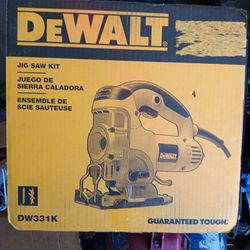 DEWALT
JIG SAW KIT
JUEGO DE
SIERRA CALADORA
ENSEMBLE DE
SCIE SAUTEUSE
DEWALT
DW331K
GUARANTEED TOUGH.